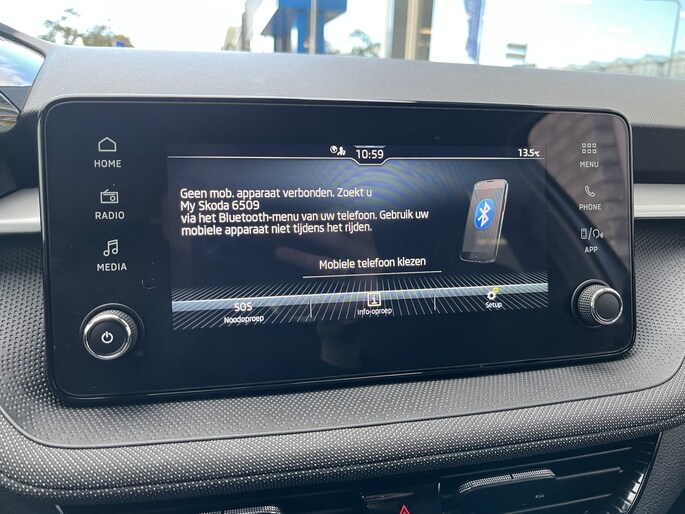 HOME
RADIO
MEDIA
10:59
13.5°C
Geen mob. apparaat verbonden. Zoekt u
My Skoda 6509
via het Bluetooth-menu van uw telefoon. Gebruik uw
mobiele apparaat niet tijdens het rijden.
Mobiele telefoon kiezen
SOS
Noodoproep
i
Info-oproep
Setup
MENU
PHONE
APP